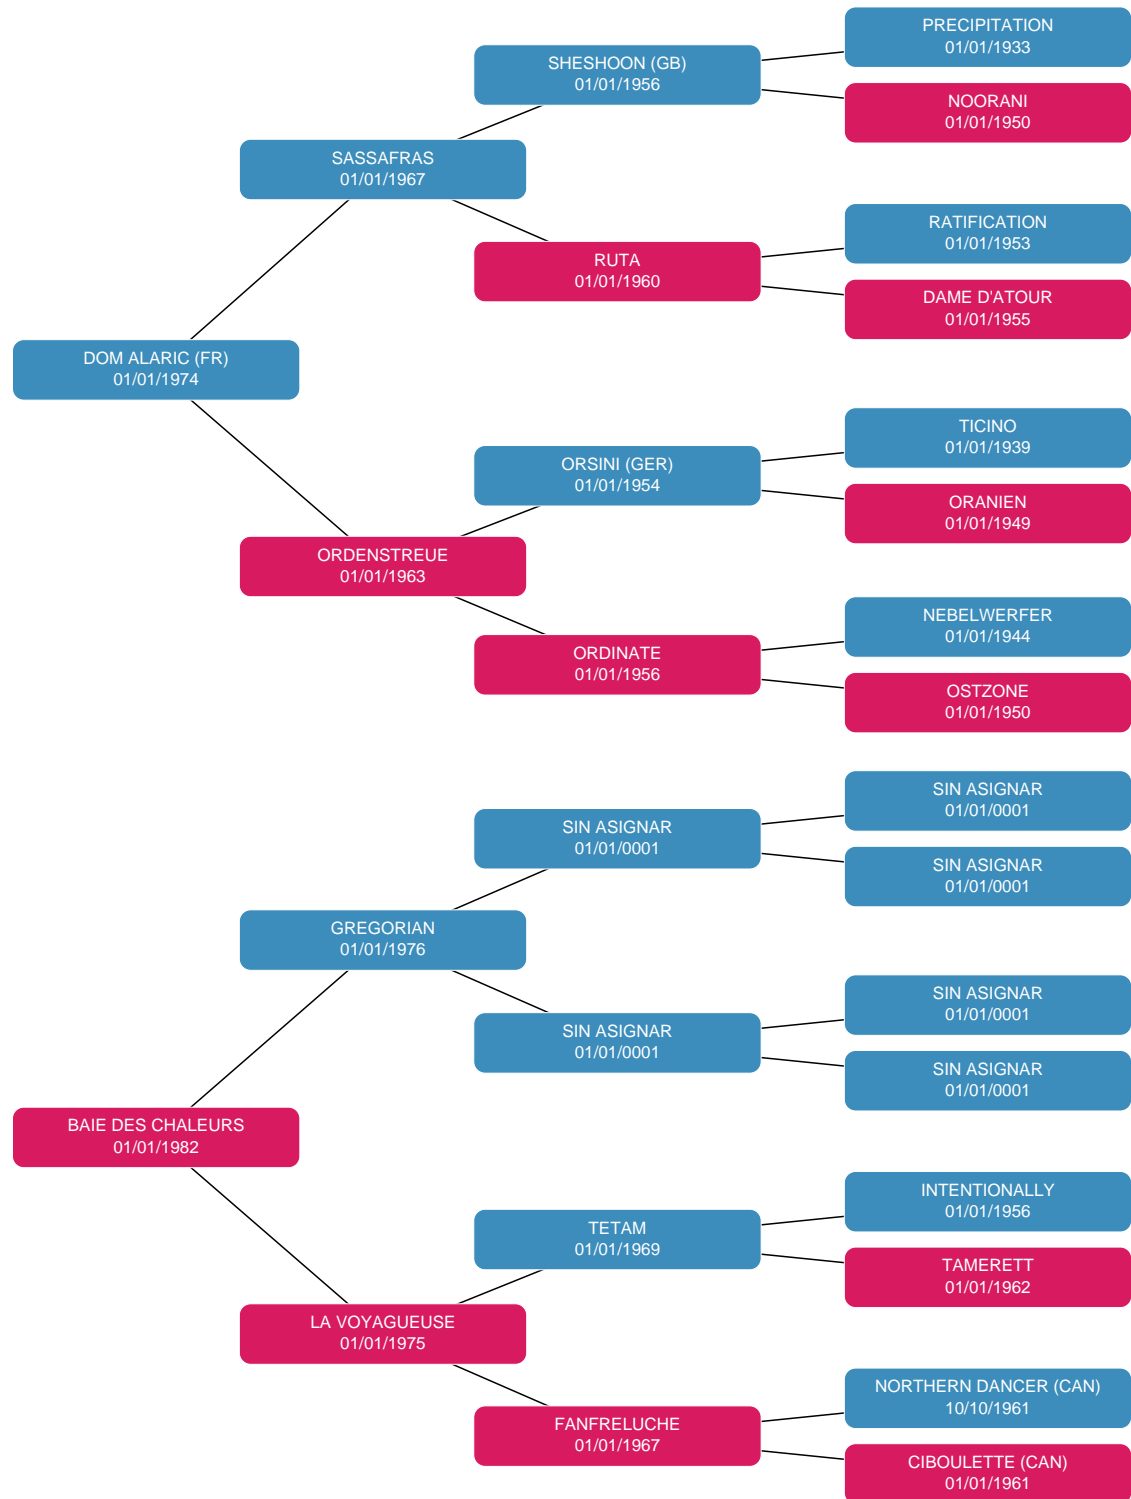 PRECIPITATION
01/01/1933
SHESHOON (GB)
01/01/1956
NOORANI
01/01/1950
SASSAFRAS
01/01/1967
RATIFICATION
01/01/1953
RUTA
01/01/1960
DAME D'ATOUR
01/01/1955
DOM ALARIC (FR)
01/01/1974
TICINO
01/01/1939
ORSINI (GER)
01/01/1954
ORANIEN
01/01/1949
ORDENSTREUE
01/01/1963
NEBELWERFER
01/01/1944
ORDINATE
01/01/1956
OSTZONE
01/01/1950
SIN ASIGNAR
01/01/0001
SIN ASIGNAR
01/01/0001
SIN ASIGNAR
01/01/0001
GREGORIAN
01/01/1976
SIN ASIGNAR
01/01/0001
SIN ASIGNAR
01/01/0001
SIN ASIGNAR
01/01/0001
BAIE DES CHALEURS
01/01/1982
INTENTIONALLY
01/01/1956
TETAM
01/01/1969
TAMERETT
01/01/1962
LA VOYAGUEUSE
01/01/1975
NORTHERN DANCER (CAN)
10/10/1961
FANFRELUCHE
01/01/1967
CIBOULETTE (CAN)
01/01/1961